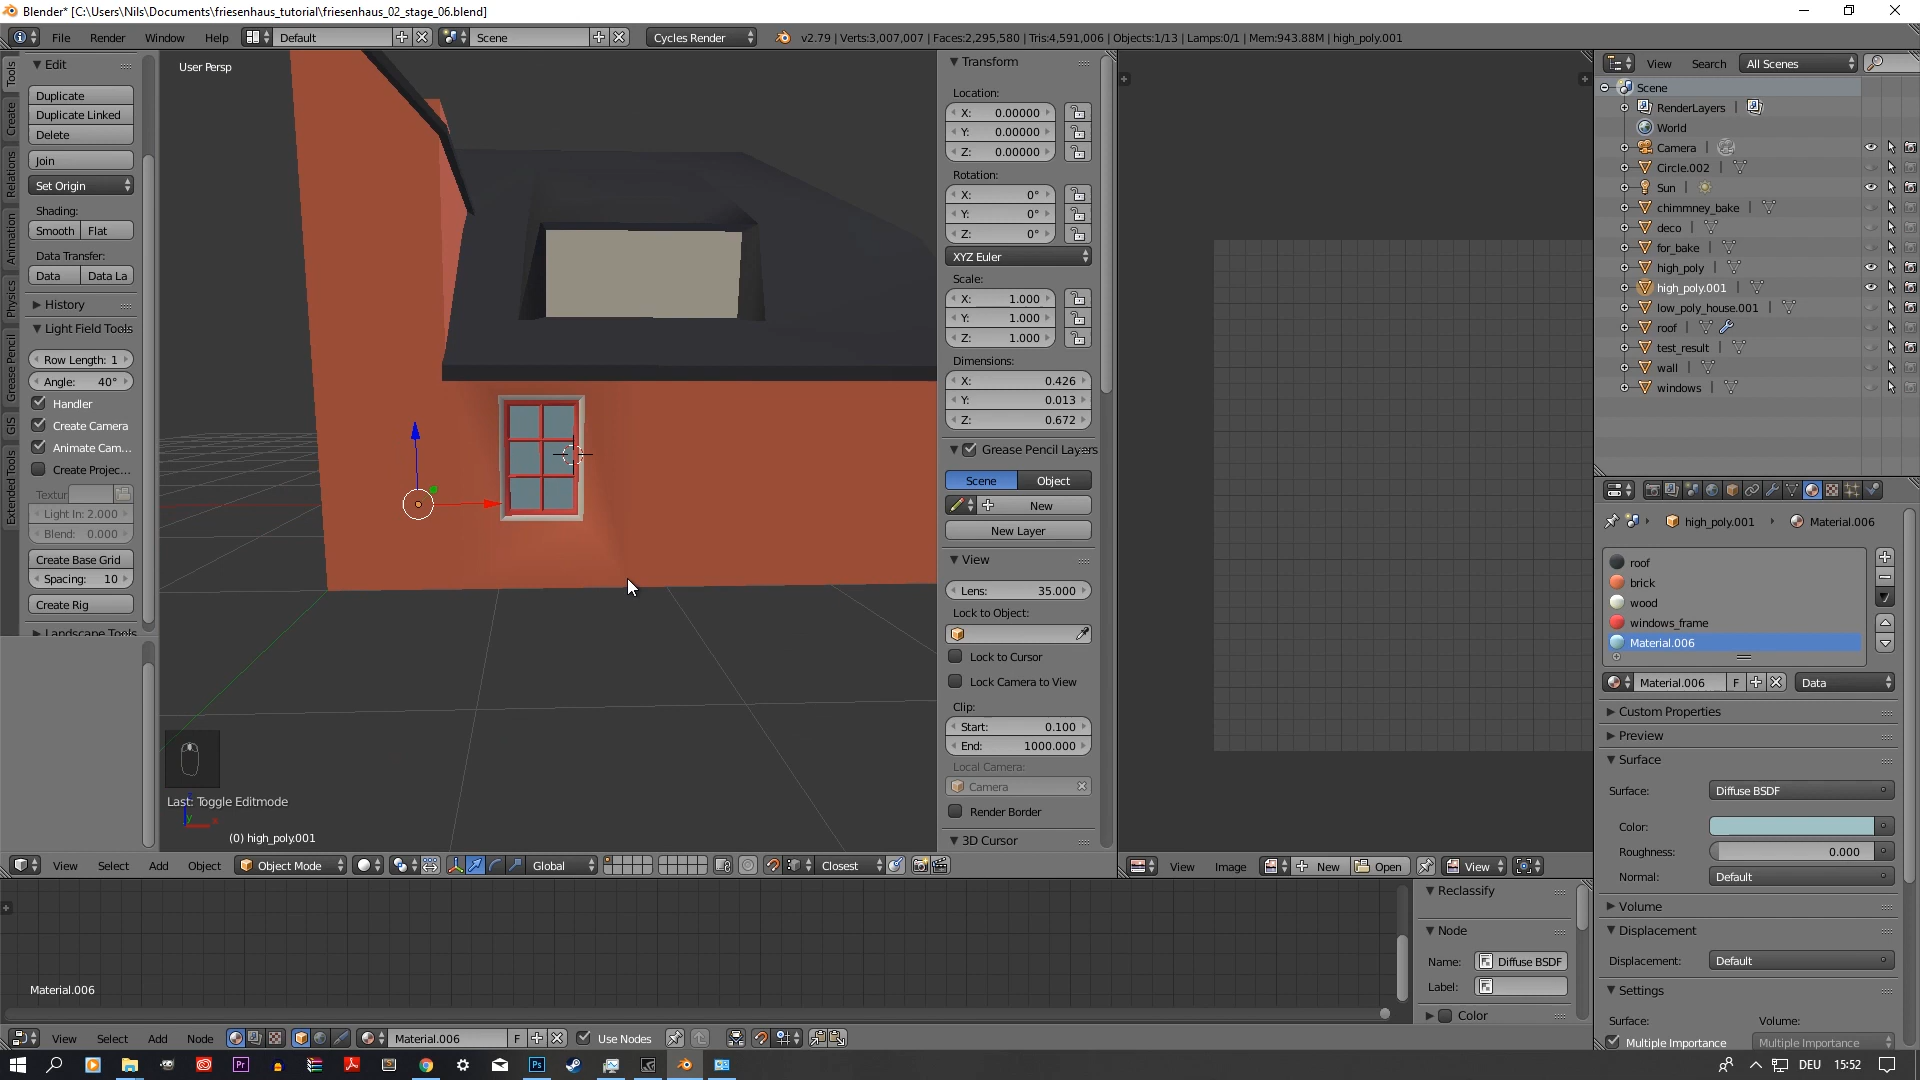 Blender* [C:\Users\Nils\Documents\friesenhaus_tutorial\friesenhaus_02_stage_06.blend]
File Render Window Help Default Scene Cycles Render v2.79 | Verts:3,007,007 | Faces:2,295,580 | Tris:4,591,006 | Objects:1/13 | Lamps:0/1 | Mem:943.88M | high_poly.001
Tools
Create
Relations
Animation
Physics
Grease Pencil
GIS
Extended Tools
Edit
Duplicate
Duplicate Linked
Delete
Join
Set Origin
Shading:
Smooth Flat
Data Transfer:
Data Data La
History
Light Field Tools
Row Length: 1
Angle: 40°
Handler
Create Camera
Animate Cam...
Create Projec...
Textur
Light In: 2.000
Blend: 0.000
Create Base Grid
Spacing: 10
Create Rig
Landscape Tools
User Persp
Last: Toggle Editmode
y
(0) high_poly.001
View Select Add Object Object Mode Global Closest
Transform
Location:
X: 0.00000
Y: 0.00000
Z: 0.00000
Rotation:
X: 0°
Y: 0°
Z: 0°
XYZ Euler
Scale:
X: 1.000
Y: 1.000
Z: 1.000
Dimensions:
X: 0.426
Y: 0.013
Z: 0.672
Grease Pencil Layers
Scene Object
New
New Layer
View
Lens: 35.000
Lock to Object:
Lock to Cursor
Lock Camera to View
Clip:
Start: 0.100
End: 1000.000
Local Camera:
Camera
Render Border
3D Cursor
View Image New Open View
View Search All Scenes
Scene
RenderLayers |
World
Camera |
Circle.002 |
Sun |
chimmney_bake |
deco |
for_bake |
high_poly |
high_poly.001 |
low_poly_house.001 |
roof |
test_result |
wall |
windows |
high_poly.001 Material.006
roof
brick
wood
windows_frame
Material.006
Material.006 F Data
Custom Properties
Preview
Surface
Surface: Diffuse BSDF
Color:
Roughness: 0.000
Normal: Default
Volume
Displacement
Displacement: Default
Settings
Surface: Volume:
Multiple Importance Multiple Importance
Material.006
Reclassify
Node
Name: Diffuse BSDF
Label:
Color
View Select Add Node Material.006 F Use Nodes
Pr Ps DEU 15:52